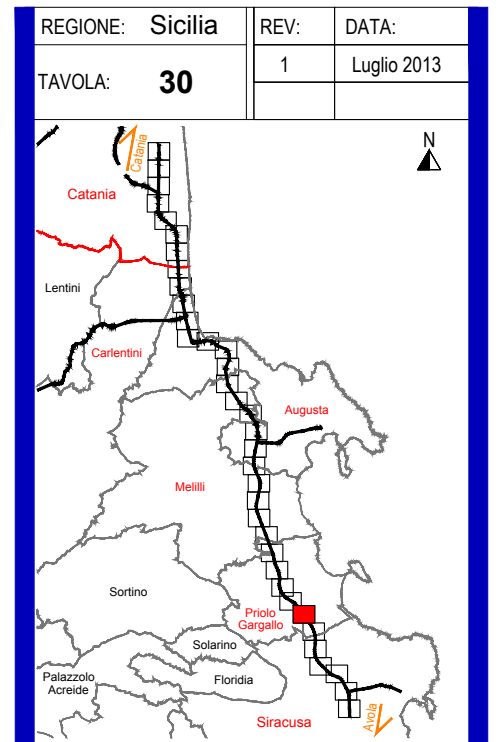 REGIONE: Sicilia
REV: DATA:
TAVOLA: 30
1 Luglio 2013
N
Catania
Catania
Lentini
Carlentini
Augusta
Melilli
Sortino
Priolo
Gargallo
Solarino
Palazzolo
Acreide
Floridia
Siracusa
Avola